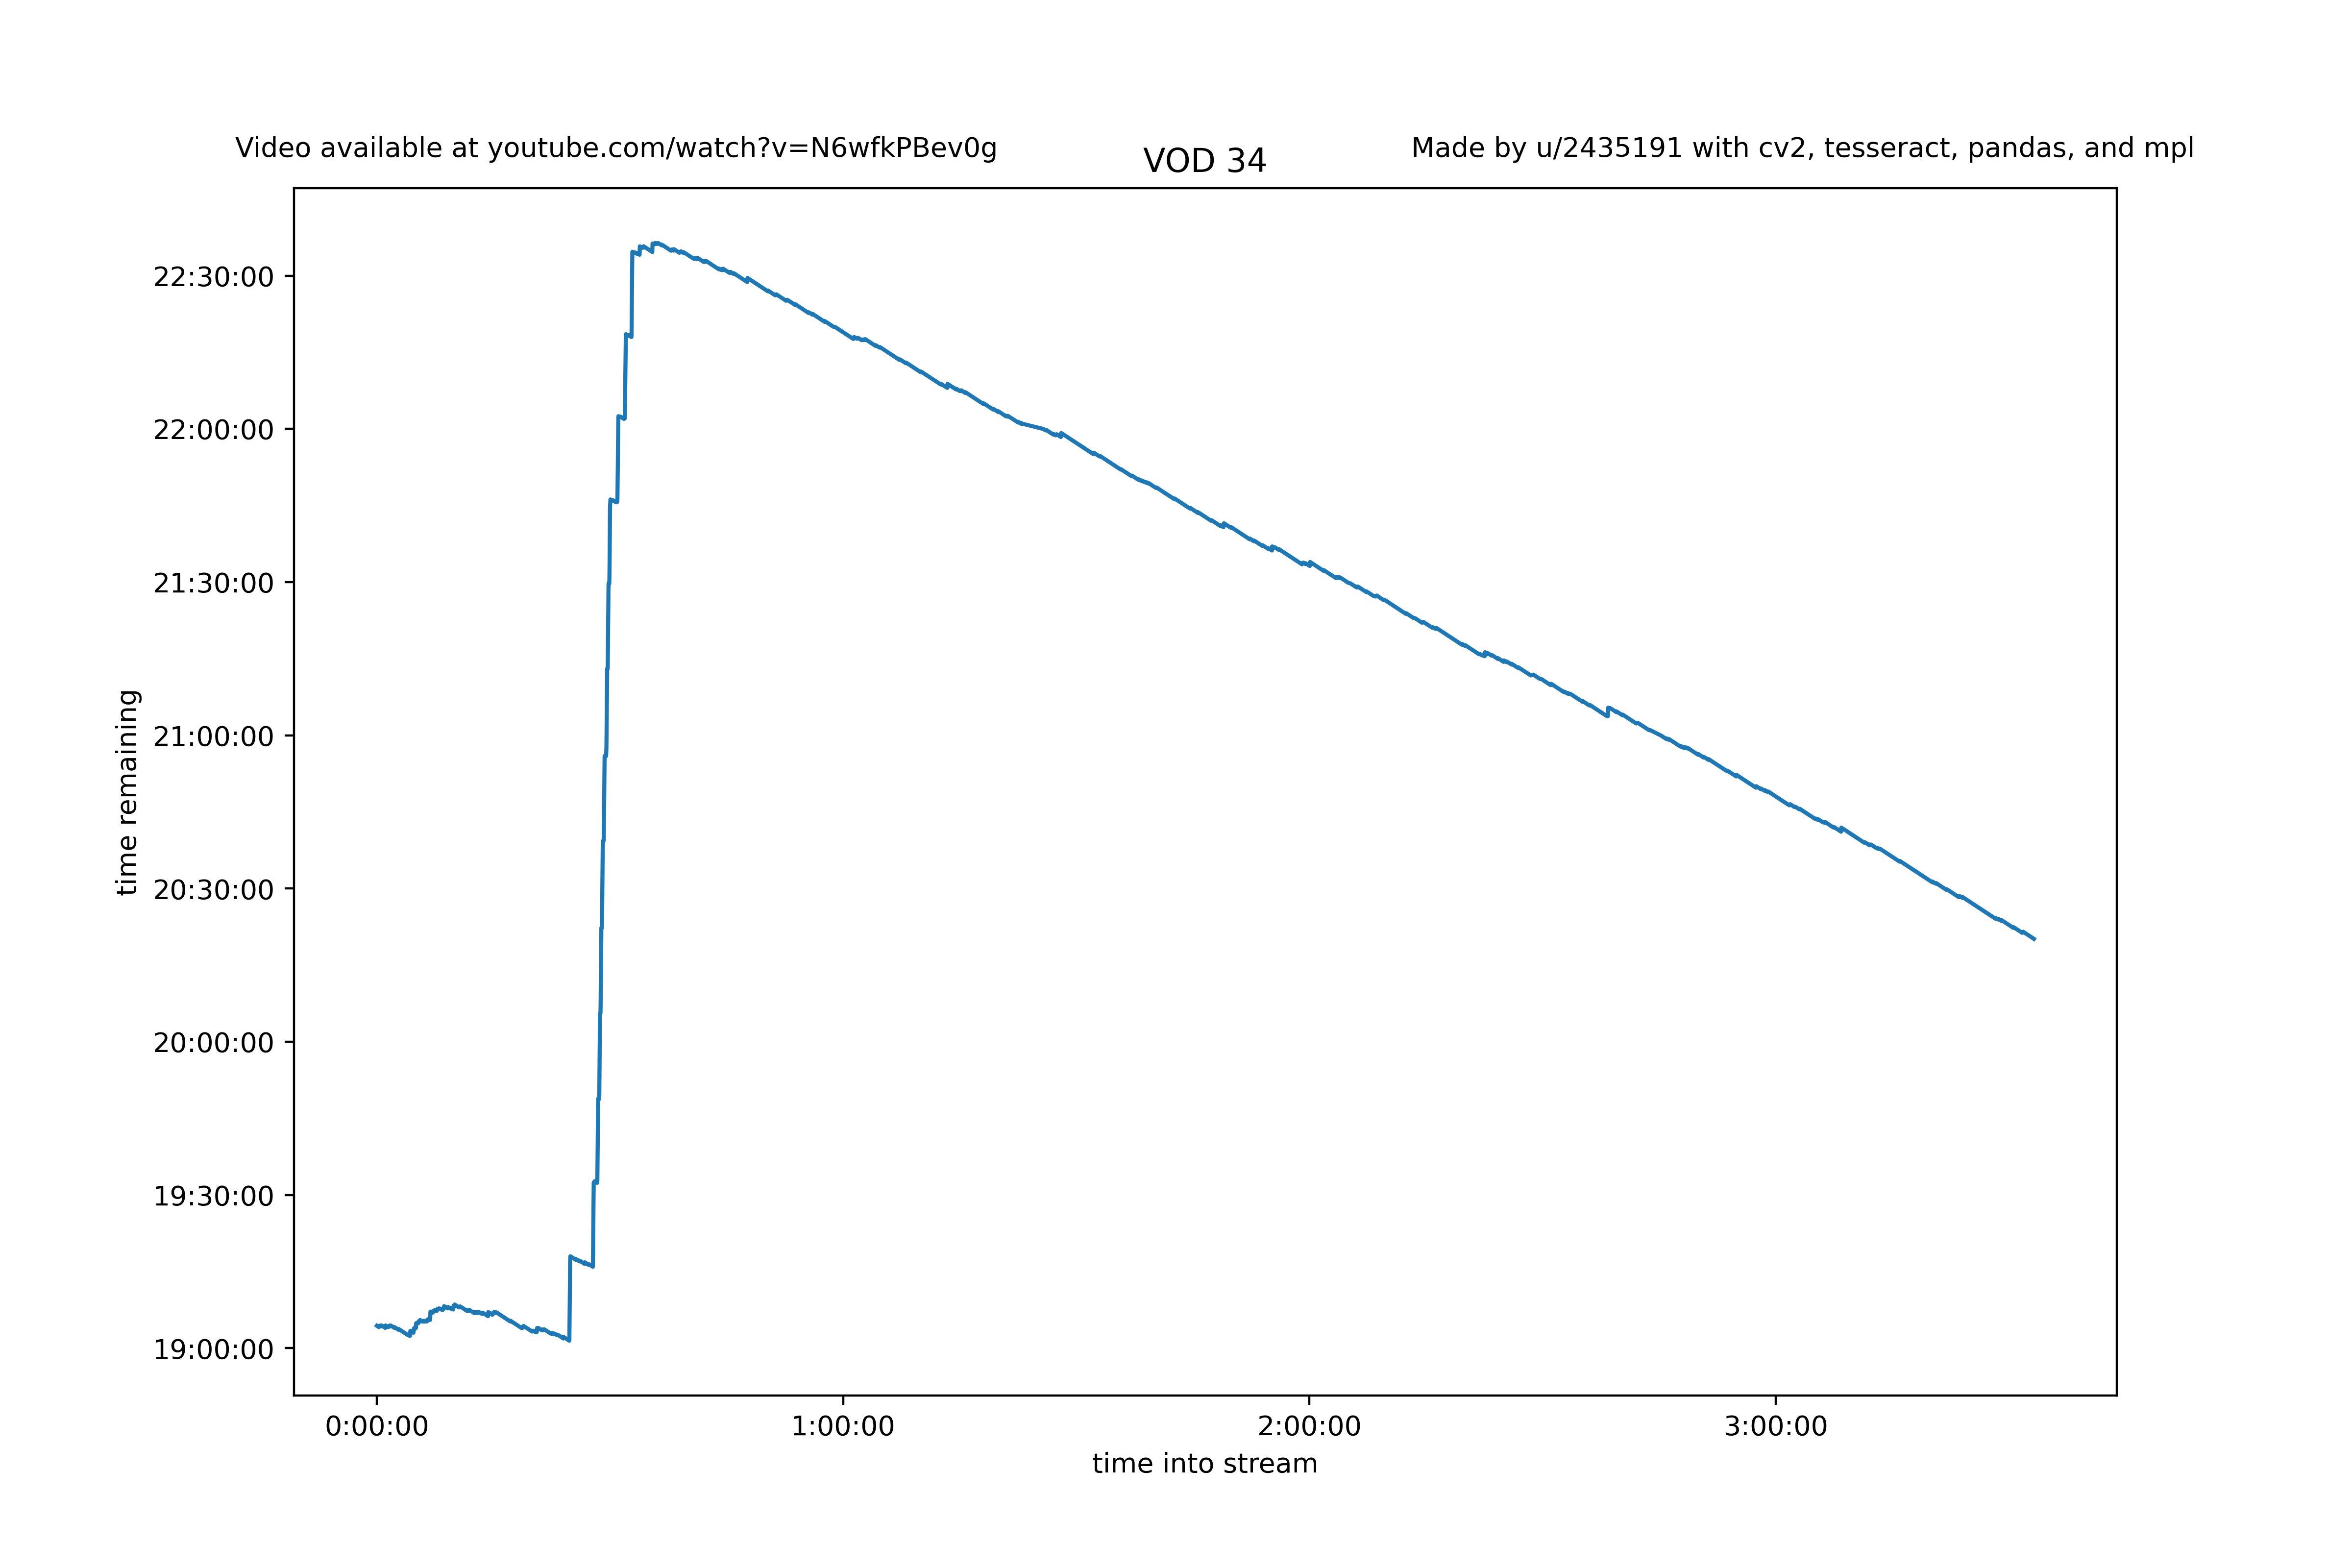 Video available at youtube.com/watch?v=N6wfkPBev0g
VOD 34
Made by u/2435191 with cv2, tesseract, pandas, and mpl
time remaining
22:30:00
22:00:00
21:30:00
21:00:00
20:30:00
20:00:00
19:30:00
19:00:00
0:00:00
1:00:00
2:00:00
3:00:00
time into stream